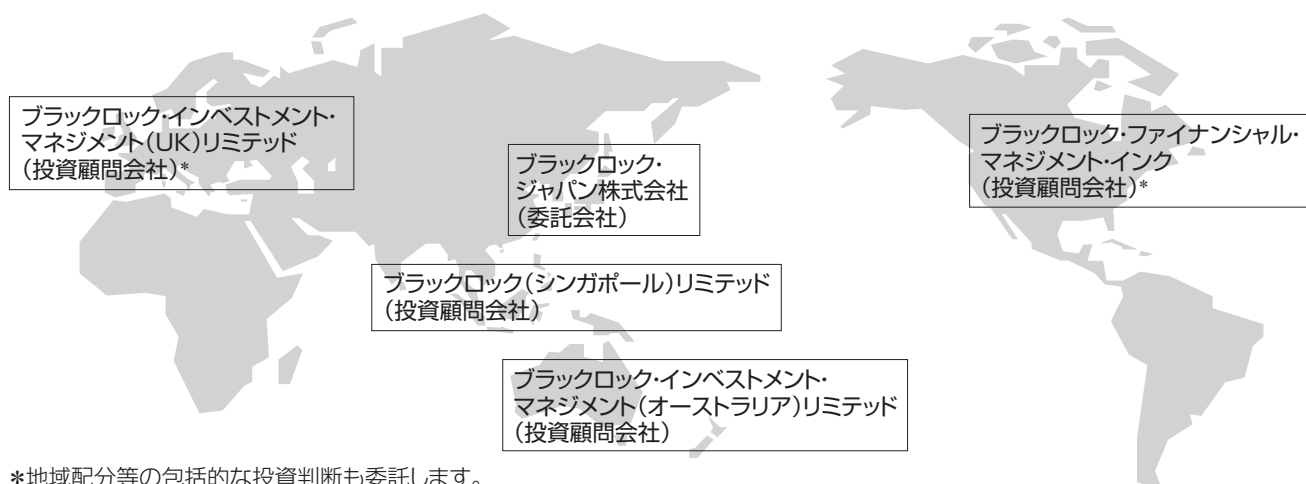 ブラックロック・インベストメント・
マネジメント（UK）リミテッド
（投資顧問会社）*
ブラックロック・
ジャパン株式会社
（委託会社）
ブラックロック・ファイナンシャル・
マネジメント・インク
（投資顧問会社）*
ブラックロック（シンガポール）リミテッド
（投資顧問会社）
ブラックロック・インベストメント・
マネジメント（オーストラリア）リミテッド
（投資顧問会社）
*地域配分等の包括的な投資判断も委託します。